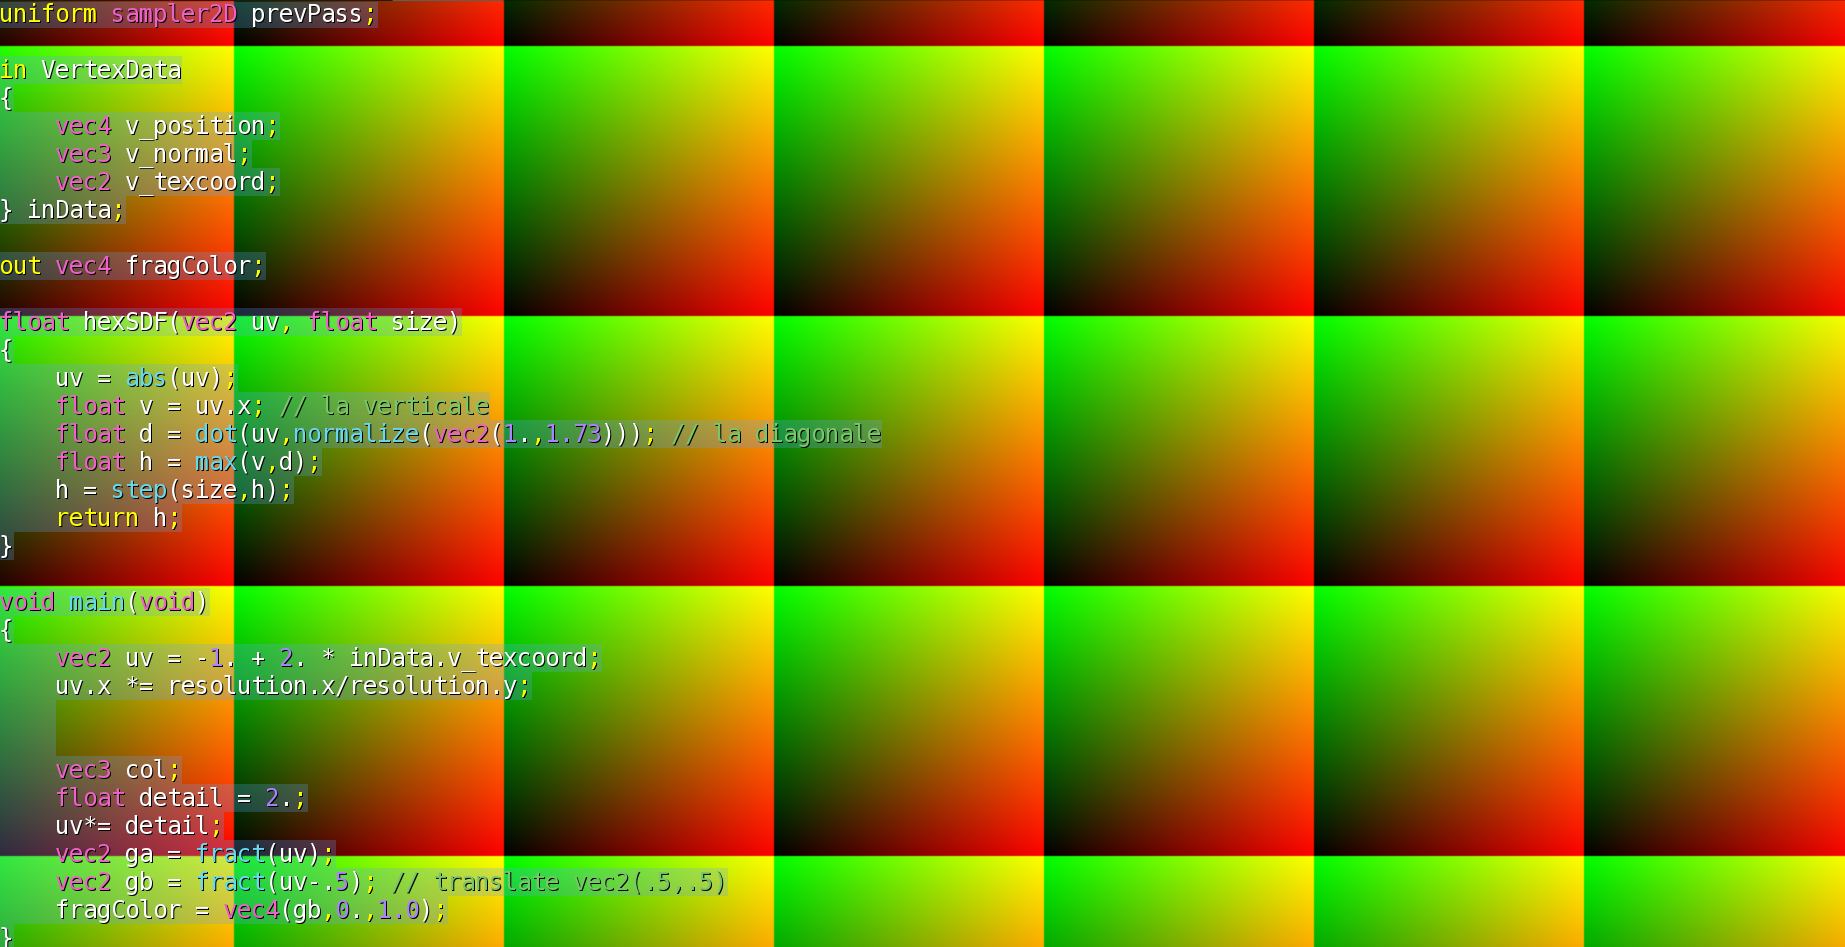 uniform sampler2D prevPass;
in VertexData
{
    vec4 v_position;
    vec3 v_normal;
    vec2 v_texcoord;
} inData;
out vec4 fragColor;
float hexSDF(vec2 uv, float size)
{
    uv = abs(uv);
    float v = uv.x; // la verticale
    float d = dot(uv,normalize(vec2(1.,1.73))); // la diagonale
    float h = max(v,d);
    h = step(size,h);
    return h;
}
void main(void)
{
    vec2 uv = -1. + 2. * inData.v_texcoord;
    uv.x *= resolution.x/resolution.y;
    vec3 col;
    float detail = 2.;
    uv*= detail;
    vec2 ga = fract(uv);
    vec2 gb = fract(uv-.5); // translate vec2(.5,.5)
    fragColor = vec4(gb,0.,1.0);
}